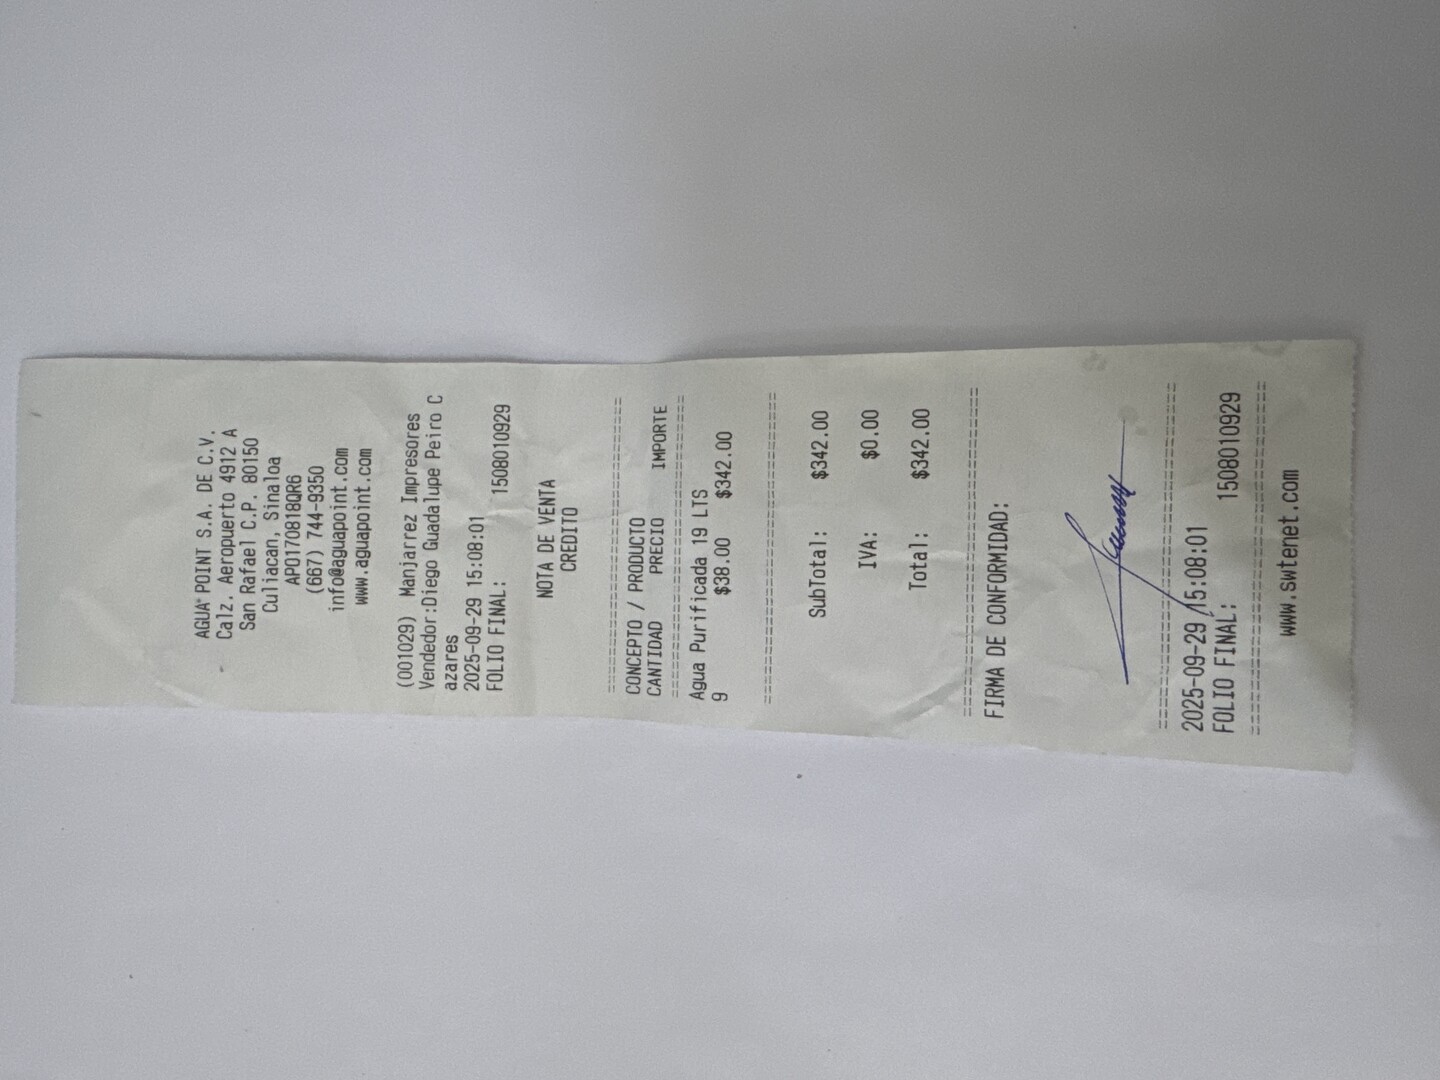 AGUA* POINT S.A. DE C.V.
Calz. Aeropuerto 4912 A
San Rafael C.P. 80150
Culiacan, Sinaloa
APO170818QR6
(667) 744-9350
info@aguapoint.com
www.aguapoint.com
(001029) Manjarrez Impresores
Vendedor:Diego Guadalupe Peiro C
azares
2025-09-29 15:08:01
FOLIO FINAL: 1508010929
NOTA DE VENTA
CREDITO
================================
CONCEPTO / PRODUCTO
CANTIDAD PRECIO IMPORTE
================================
Agua Purificada 19 LTS
9 $38.00 $342.00
================================
SubTotal: $342.00
IVA: $0.00
Total: $342.00
================================
FIRMA DE CONFORMIDAD:
================================
2025-09-29 15:08:01
FOLIO FINAL: 1508010929
================================
www.swtenet.com